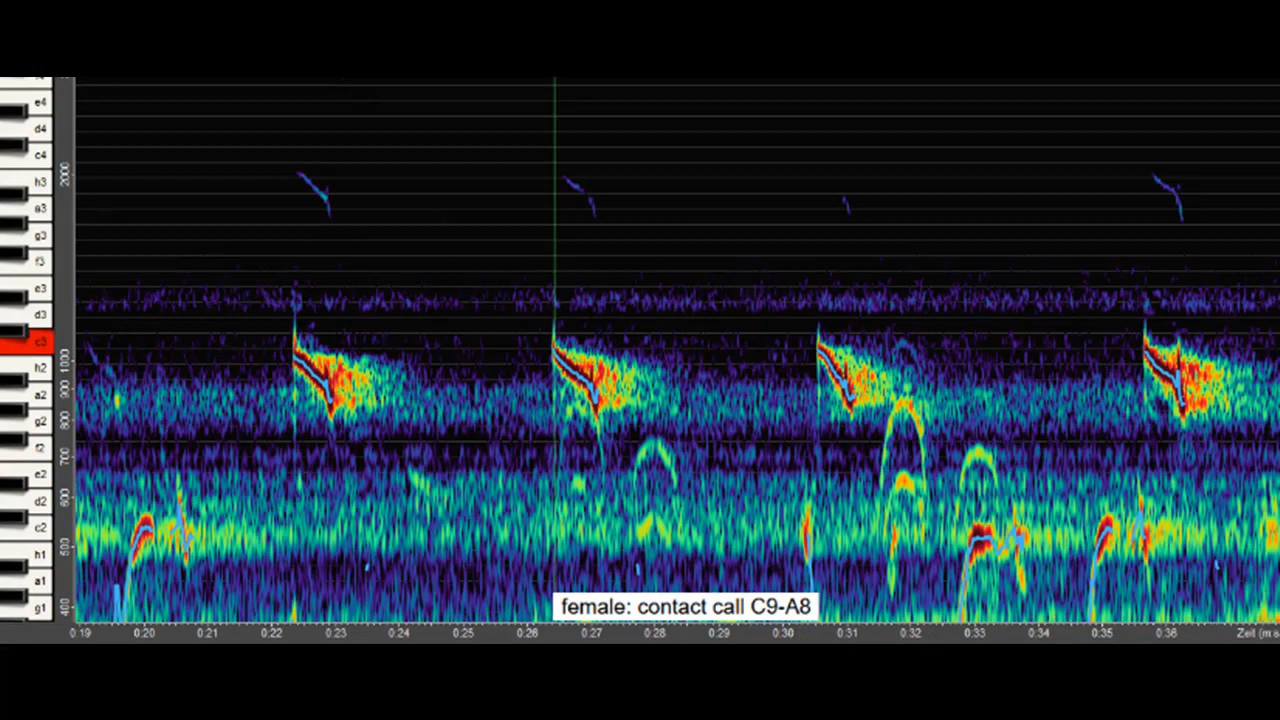 e4
d4
c4
h3
a3
g3
f3
e3
d3
c3
h2
a2
g2
f2
e2
d2
c2
h1
a1
g1
2000
1000
900
800
700
600
500
400
female: contact call C9-A8
0:19 0:20 0:21 0:22 0:23 0:24 0:25 0:26 0:27 0:28 0:29 0:30 0:31 0:32 0:33 0:34 0:35 0:36 Zeit (m:s